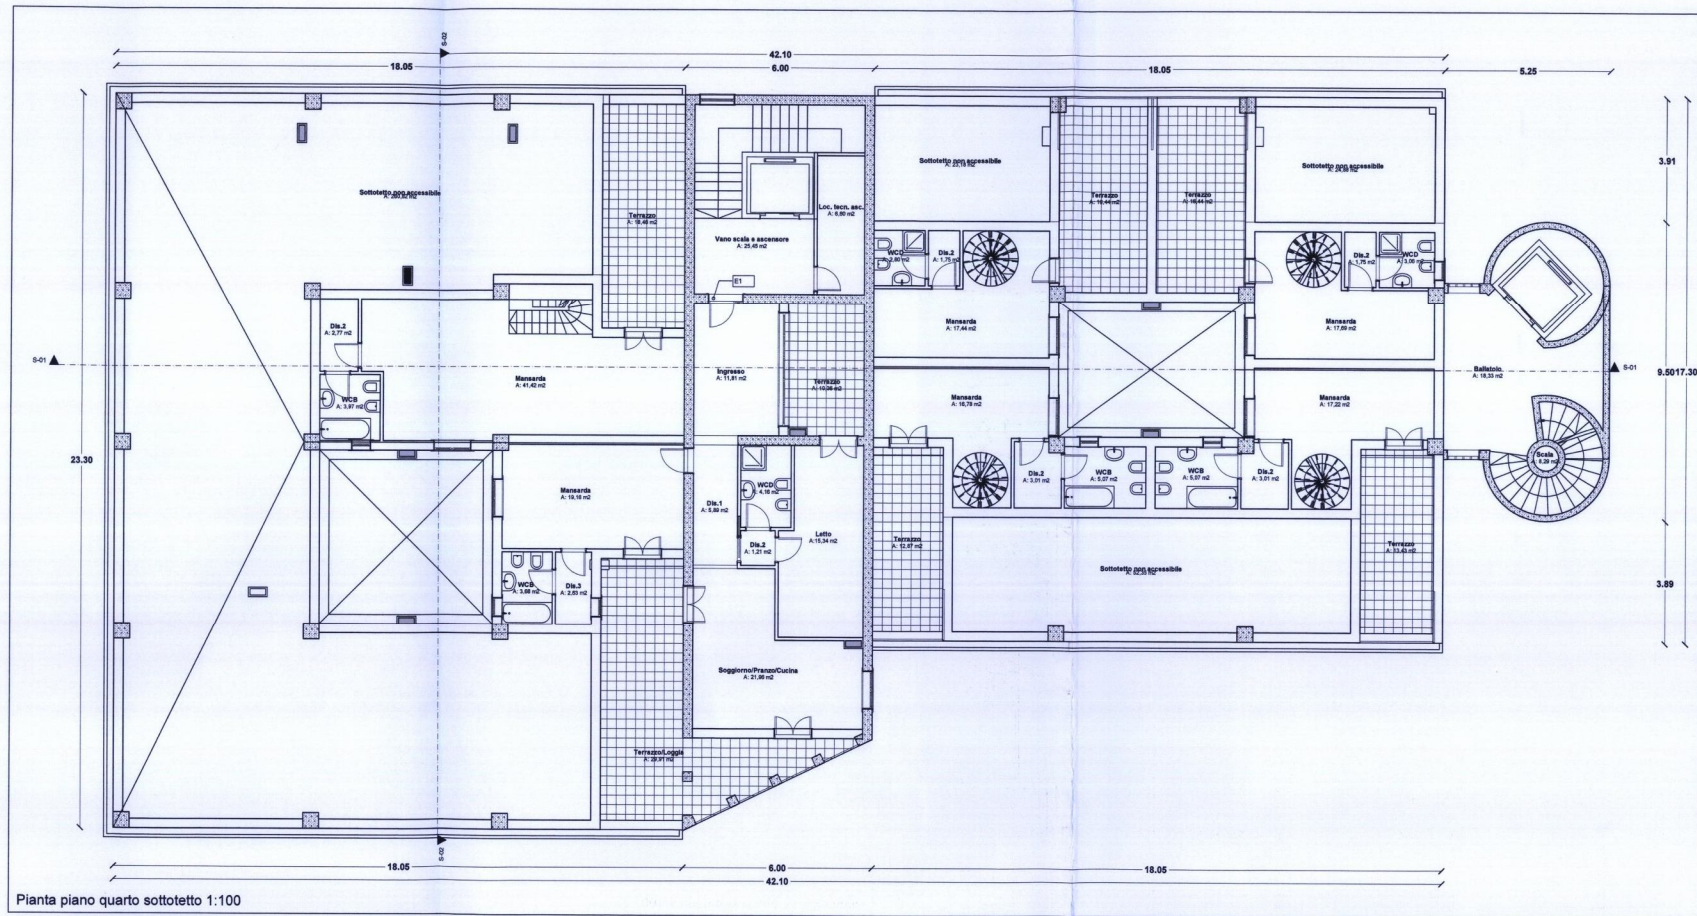 S-02
42.10
18.05
6.00
18.05
5.25
Sottotetto non accessibile
Terrazzo
A: 18,46 m2
Loc. tecn. asc.
A: 6,60 m2
Vano scala e ascensore
A: 25,45 m2
E1
Sottotetto non accessibile
Terrazzo
Terrazzo
Sottotetto non accessibile
3.91
WCD
Dis.2
A: 1,75 m2
Dis.2
A: 1,75 m2
WCD
A: 3,08 m2
Mansarda
A: 17,44 m2
Mansarda
A: 17,69 m2
Dis.2
A: 2,77 m2
S-01
Mansarda
A: 41,42 m2
Ingresso
A: 11,81 m2
Terrazzo
Ballatoio
A: 18,33 m2
S-01
9.50
17.30
WCB
A: 3,97 m2
Mansarda
A: 16,78 m2
Mansarda
A: 17,22 m2
23.30
Mansarda
A: 19,16 m2
Dis.1
A: 5,89 m2
WCD
A: 4,16 m2
Dis.2
A: 3,01 m2
WCB
A: 5,07 m2
WCB
A: 5,07 m2
Dis.2
A: 3,01 m2
Scala
Dis.2
A: 1,21 m2
Letto
A:15,34 m2
Terrazzo
A: 12,87 m2
Terrazzo
Sottotetto non accessibile
WCB
A: 3,98 m2
Dis.3
A: 2,83 m2
3.89
Soggiorno/Pranzo/Cucina
A: 21,98 m2
Terrazzo/Loggia
A: 29,91 m2
S-02
18.05
6.00
18.05
42.10
Pianta piano quarto sottotetto 1:100